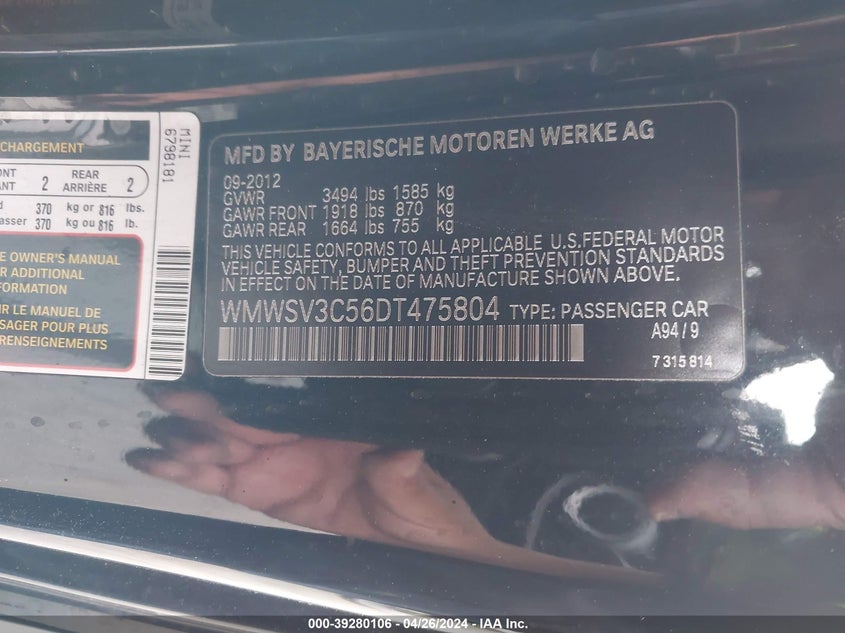 CHARGEMENT
MINI
6798181
NT
ANT 2
REAR
ARRIÈRE 2
370 kg or 816 lbs.
asser 370 kg ou 816 lb.
E OWNER'S MANUAL
R ADDITIONAL
INFORMATION
R LE MANUEL DE
SAGER POUR PLUS
RENSEIGNEMENTS
MFD BY BAYERISCHE MOTOREN WERKE AG
09-2012
GVWR 3494 lbs 1585 kg
GAWR FRONT 1918 lbs 870 kg
GAWR REAR 1664 lbs 755 kg
THIS VEHICLE CONFORMS TO ALL APPLICABLE U.S.FEDERAL MOTOR
VEHICLE SAFETY, BUMPER AND THEFT PREVENTION STANDARDS
IN EFFECT ON THE DATE OF MANUFACTURE SHOWN ABOVE.
WMWSV3C56DT475804 TYPE: PASSENGER CAR
A94/9
7315814
000-39280106 - 04/26/2024 - IAA Inc.